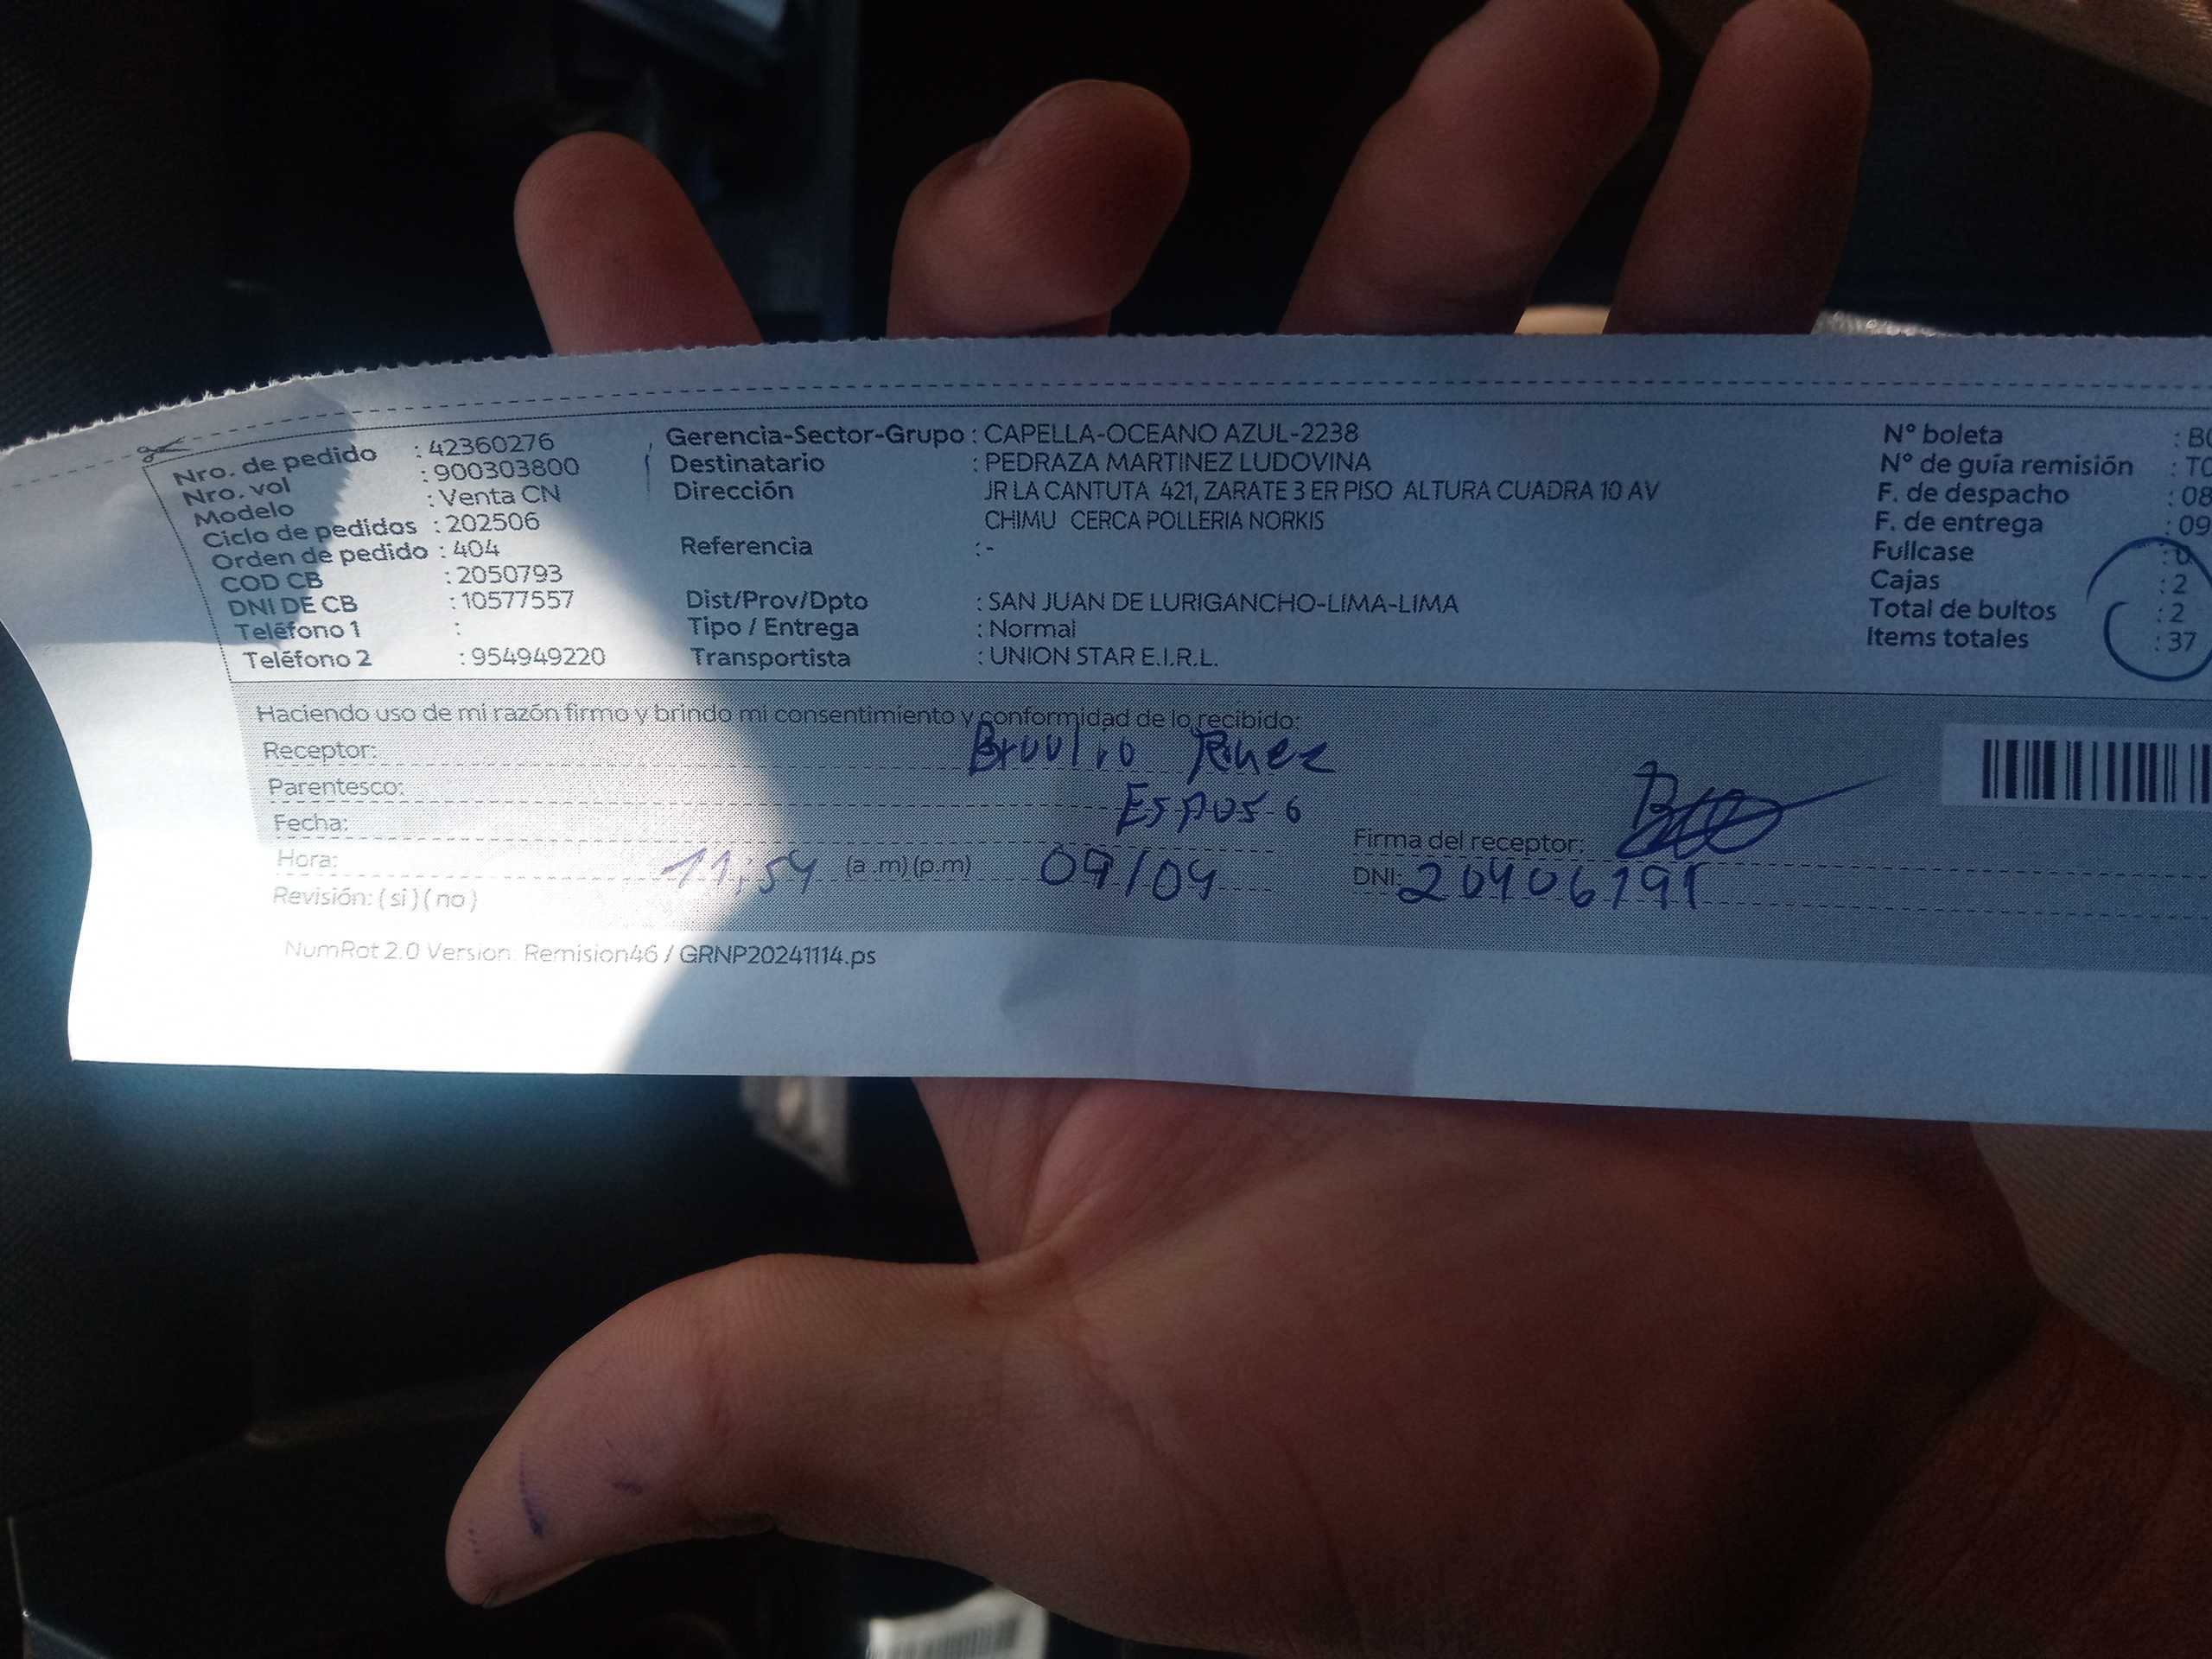 Nro. de pedido : 42360276
Nro. vol : 900303800
Modelo : Venta CN
Ciclo de pedidos : 202506
Orden de pedido : 404
COD CB : 2050793
DNI DE CB : 10577557
Teléfono 1 :
Teléfono 2 : 954949220
Gerencia-Sector-Grupo : CAPELLA-OCEANO AZUL-2238
Destinatario : PEDRAZA MARTINEZ LUDOVINA
Dirección JR LA CANTUTA 421, ZARATE 3 ER PISO ALTURA CUADRA 10 AV
CHIMU CERCA POLLERIA NORKIS
Referencia : -
Dist/Prov/Dpto : SAN JUAN DE LURIGANCHO-LIMA-LIMA
Tipo / Entrega : Normal
Transportista : UNION STAR E.I.R.L.
N° boleta : B
N° de guía remisión : T
F. de despacho : 08
F. de entrega : 09
Fullcase : 0
Cajas : 2
Total de bultos : 2
Items totales : 37
Haciendo uso de mi razón firmo y brindo mi consentimiento y conformidad de lo recibido:
Receptor: Braulio
Parentesco: Esposo
Fecha:
Hora: 11:54 (a .m) (p.m) 09/04
Revisión: ( si ) ( no )
Firma del receptor:
DNI:
NumRot 2.0 Version. Remision46 / GRNP20241114.ps